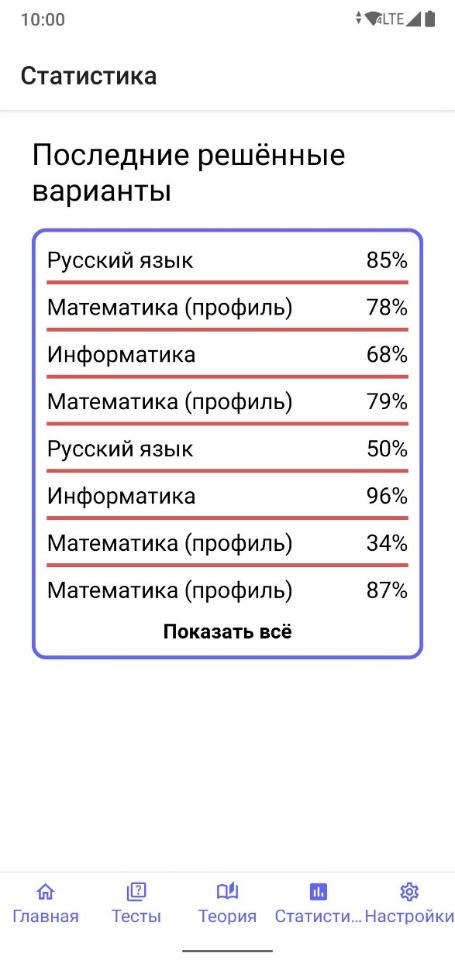 10:00 LTE
Статистика
Последние решённые
варианты
Русский язык 85%
Математика (профиль) 78%
Информатика 68%
Математика (профиль) 79%
Русский язык 50%
Информатика 96%
Математика (профиль) 34%
Математика (профиль) 87%
Показать всё
Главная Тесты Теория Статисти... Настройки